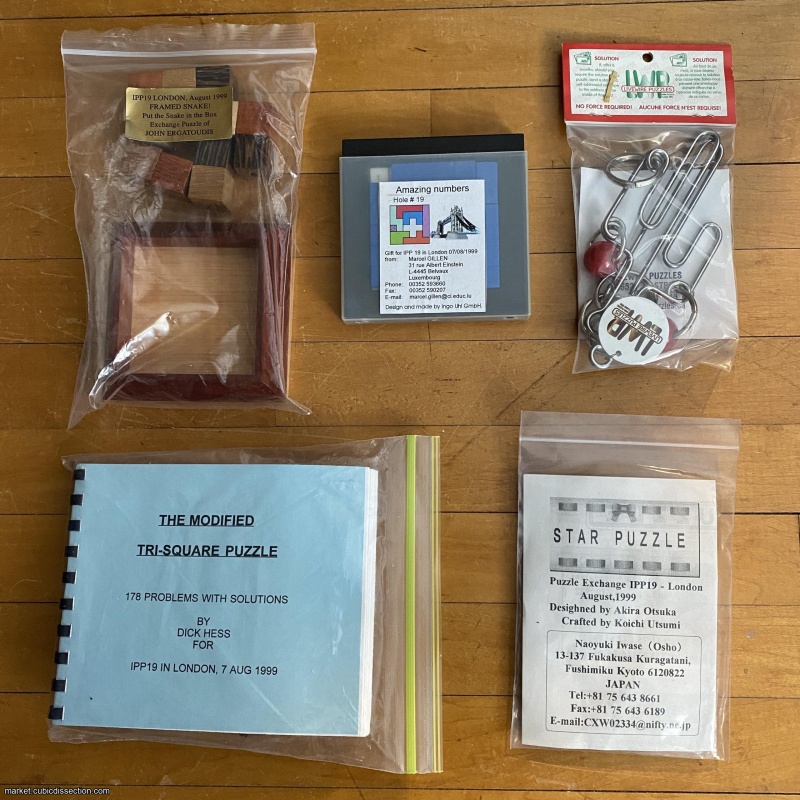 IPP19 LONDON, August 1999
FRAMED SNAKE!
Put the Snake in the Box
Exchange Puzzle of
JOHN ERGATOUDIS
Amazing numbers
Hole # 19
Gift for IPP 19 is London 07/08/1999
from: Marcel GILLEN
31 rue Albert Einstein
L-4445 Belvaux
Luxembourg
Phone: 00352 593660
Fax: 00352 590207
E-mail: marcel.gillen@ci.educ.lu
Design and made by Ingo Uhl GmbH.
SOLUTION
SOLUTION
LIVEWIRE PUZZLES
NO FORCE REQUIRED! AUCUNE FORCE N'EST REQUISE!
PUZZLES
THE MODIFIED
TRI-SQUARE PUZZLE
178 PROBLEMS WITH SOLUTIONS
BY
DICK HESS
FOR
IPP19 IN LONDON, 7 AUG 1999
STAR PUZZLE
Puzzle Exchange IPP19 - London
August,1999
Desighned by Akira Otsuka
Crafted by Koichi Utsumi
Naoyuki Iwase (Osho)
13-137 Fukakusa Kuragatani,
Fushimiku Kyoto 6120822
JAPAN
Tel:+81 75 643 8661
Fax:+81 75 643 6189
E-mail:CXW02334@nifty.ne.jp
market.cubicdissection.com